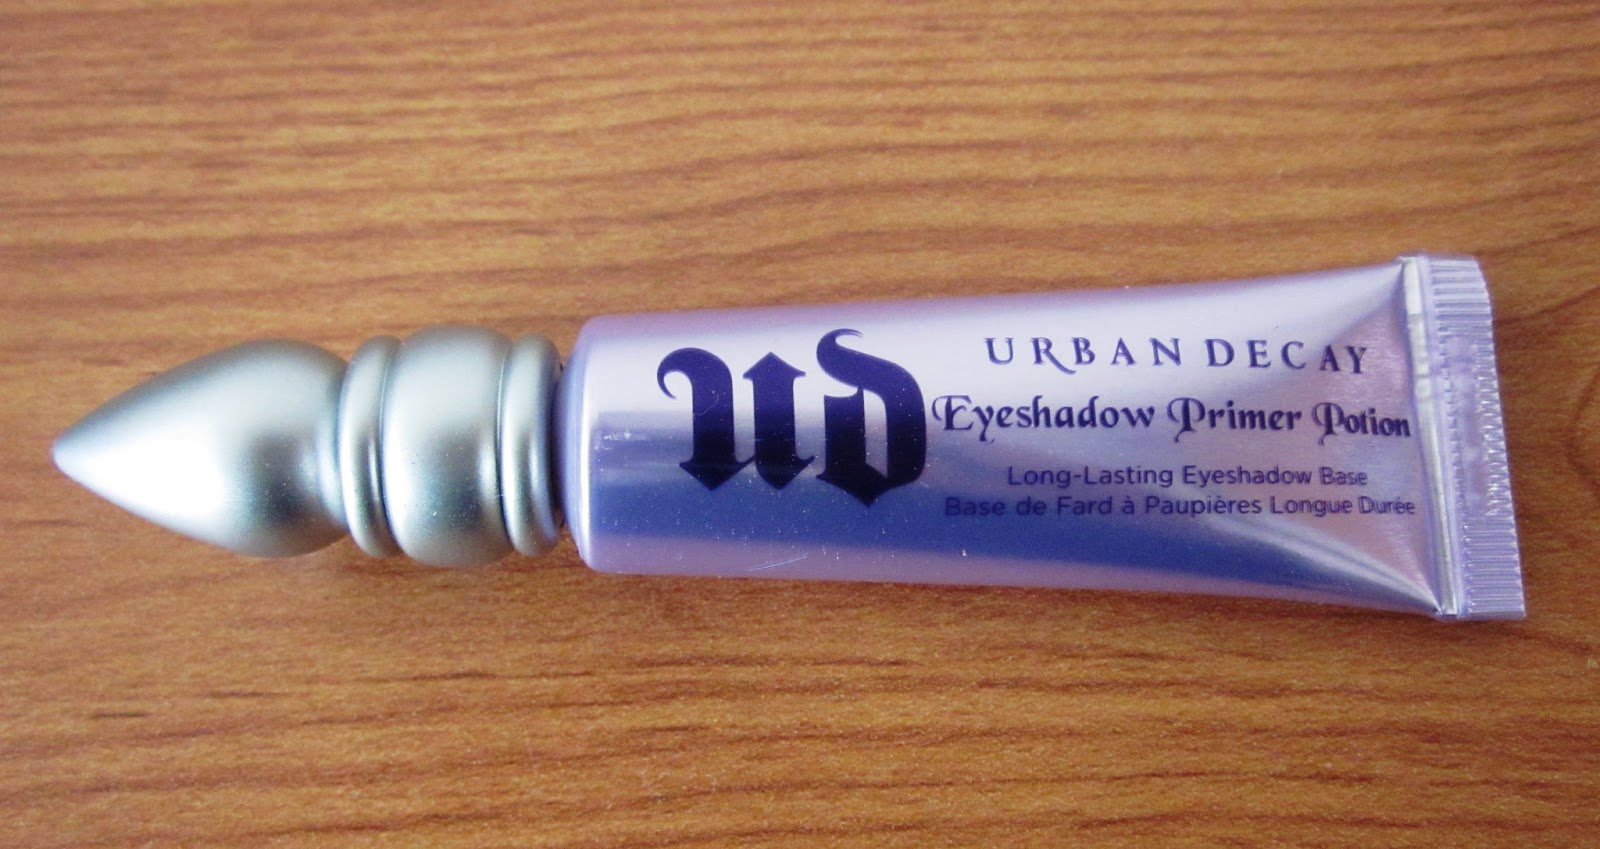 UD
URBAN DECAY
Eyeshadow Primer Potion
Long-Lasting Eyeshadow Base
Base de Fard à Paupières Longue Durée